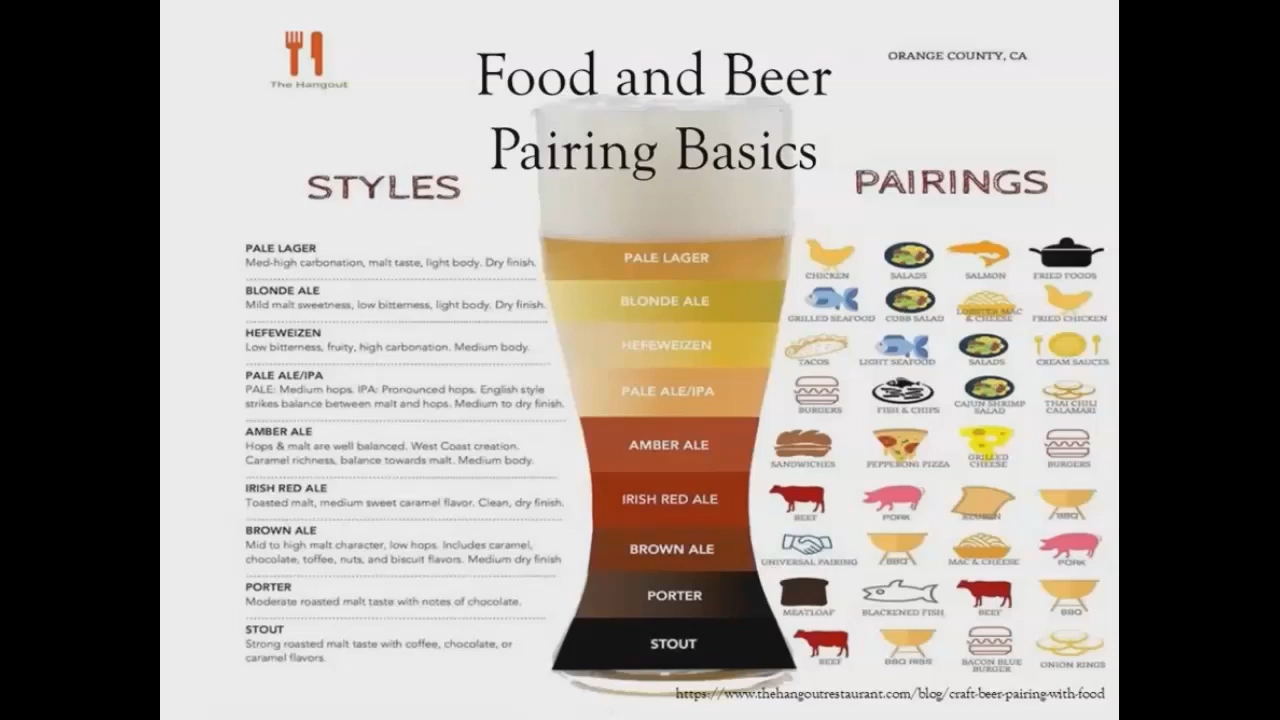 The Hangout
Food and Beer
Pairing Basics
ORANGE COUNTY, CA
STYLES
PAIRINGS
PALE LAGER
Med-high carbonation, malt taste, light body. Dry finish.
BLONDE ALE
Mild malt sweetness, low bitterness, light body. Dry finish.
HEFEWEIZEN
Low bitterness, fruity, high carbonation. Medium body.
PALE ALE/IPA
PALE: Medium hops. IPA: Pronounced hops. English style
strikes balance between malt and hops. Medium to dry finish.
AMBER ALE
Hops & malt are well balanced. West Coast creation.
Caramel richness, balance towards malt. Medium body.
IRISH RED ALE
Toasted malt, medium sweet caramel flavor. Clean, dry finish.
BROWN ALE
Mid to high malt character, low hops. Includes caramel,
chocolate, toffee, nuts, and biscuit flavors. Medium dry finish
PORTER
Moderate roasted malt taste with notes of chocolate.
STOUT
Strong roasted malt taste with coffee, chocolate, or
caramel flavors.
PALE LAGER
BLONDE ALE
HEFEWEIZEN
PALE ALE/IPA
AMBER ALE
IRISH RED ALE
BROWN ALE
PORTER
STOUT
CHICKEN SALADS SALMON FRIED FOODS
GRILLED SEAFOOD COBB SALAD LOBSTER MAC & CHEESE FRIED CHICKEN
TACOS LIGHT SEAFOOD SALADS CREAM SAUCES
BURGERS FISH & CHIPS CAJUN SHRIMP SALAD THAI CHILI CALAMARI
SANDWICHES PEPPERONI PIZZA GRILLED CHEESE BURGERS
BEEF PORK REUBEN BBQ
UNIVERSAL PAIRING BBQ MAC & CHEESE PORK
MEATLOAF BLACKENED FISH BEEF BBQ
BEEF BBQ RIBS BACON BLUE BURGER ONION RINGS
https://www.thehangoutrestaurant.com/blog/craft-beer-pairing-with-food